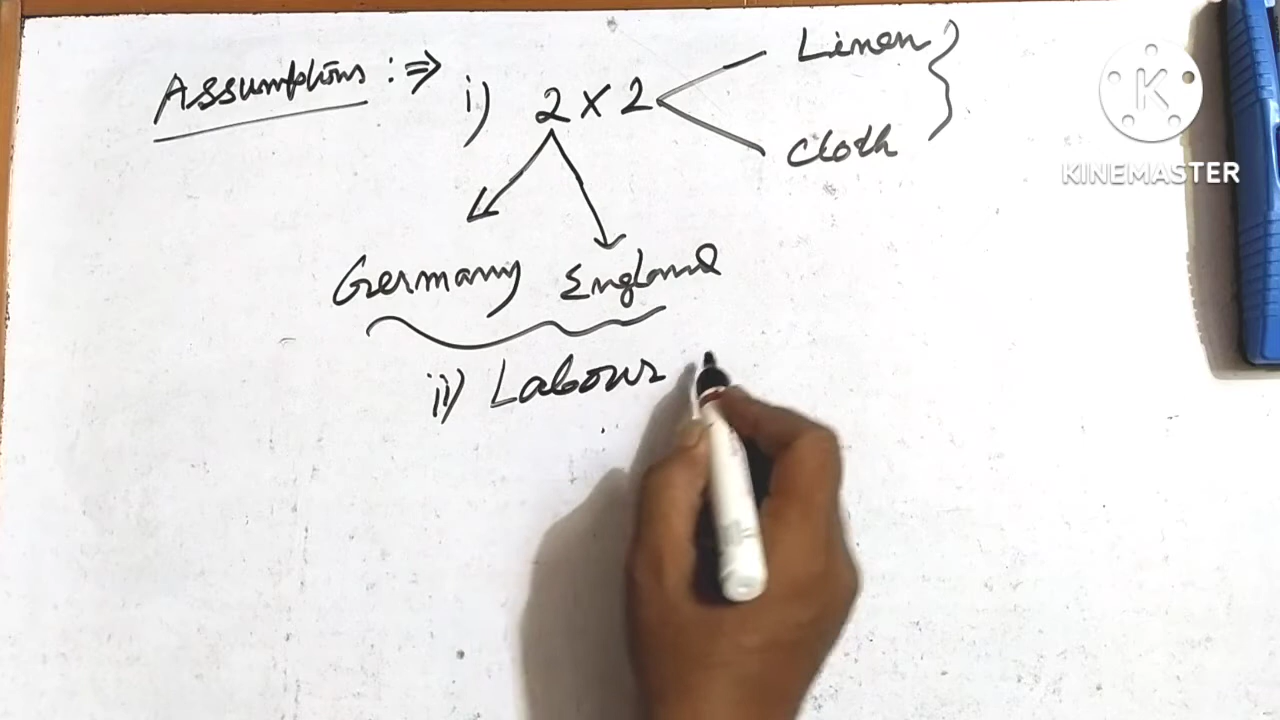 Assumptions :⇒ i) 2 × 2
Linen
cloth
Germany England
ii) Labour
K
KINEMASTER